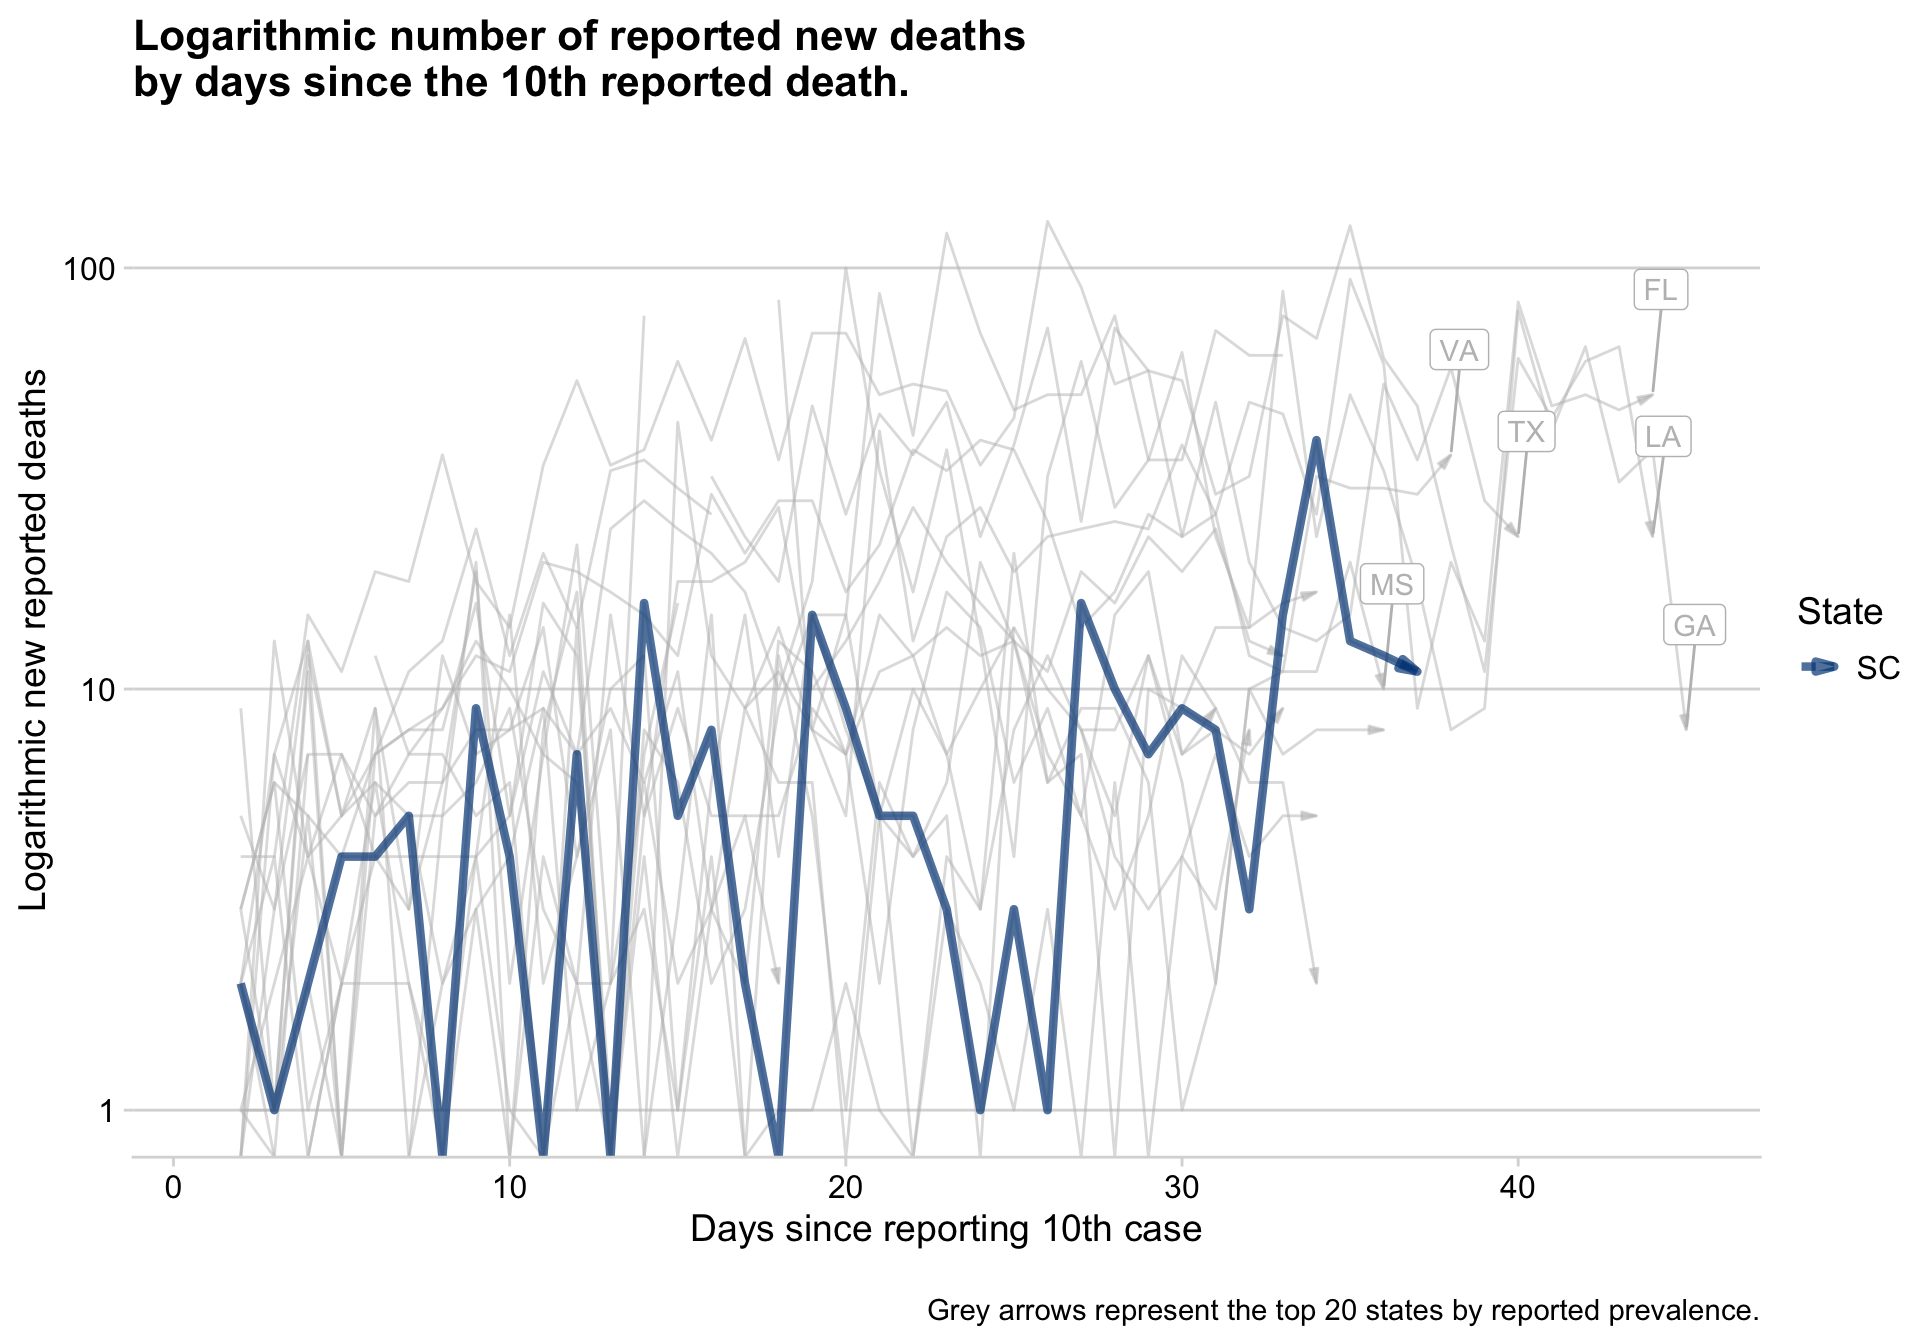 Logarithmic number of reported new deaths
by days since the 10th reported death.
Logarithmic new reported deaths
100
10
1
FL
VA
TX
LA
MS
GA
State
SC
0
10
20
30
40
Days since reporting 10th case
Grey arrows represent the top 20 states by reported prevalence.